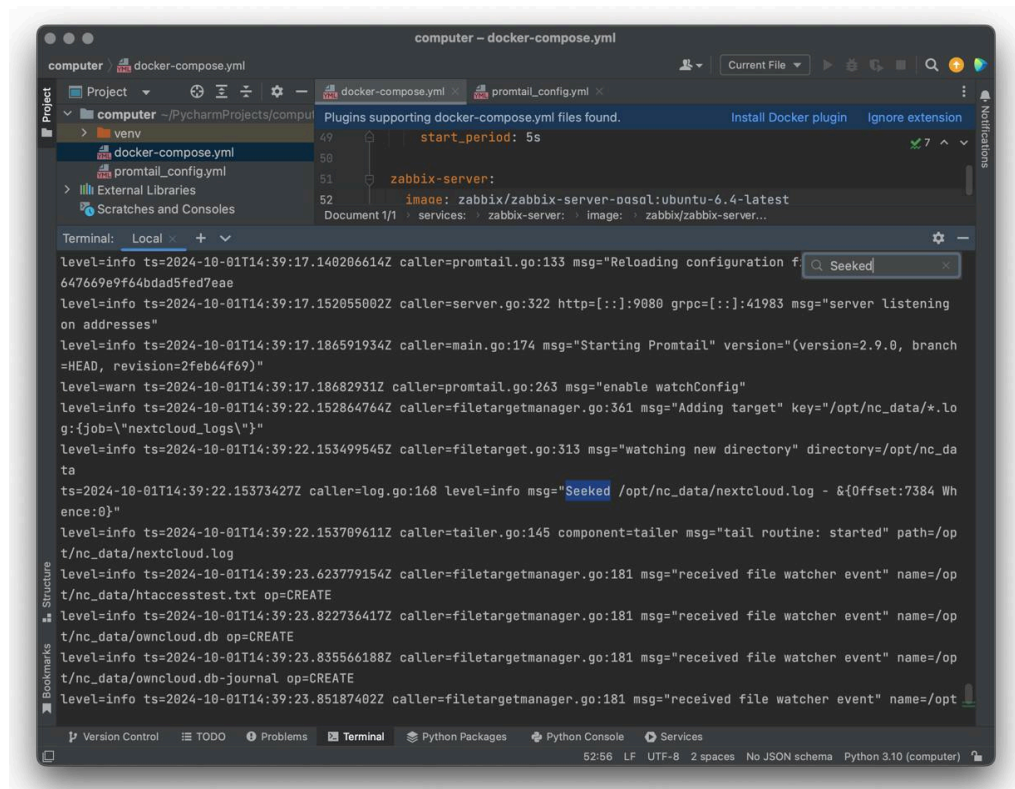 computer – docker-compose.yml
computer docker-compose.yml
Current File
Project
Project
docker-compose.yml
promtail_config.yml
Notifications
computer ~/PycharmProjects/comput
venv
docker-compose.yml
promtail_config.yml
External Libraries
Scratches and Consoles
Plugins supporting docker-compose.yml files found.
Install Docker plugin
Ignore extension
49 start_period: 5s
7
50
51 zabbix-server:
52 image: zabbix/zabbix-server-pgsql:ubuntu-6.4-latest
Document 1/1 services: zabbix-server: image: zabbix/zabbix-server...
Terminal: Local
Seeked
level=info ts=2024-10-01T14:39:17.140206614Z caller=promtail.go:133 msg="Reloading configuration fi
647669e9f64bdad5fed7eae
level=info ts=2024-10-01T14:39:17.152055002Z caller=server.go:322 http=[::]:9080 grpc=[::]:41983 msg="server listening
on addresses"
level=info ts=2024-10-01T14:39:17.186591934Z caller=main.go:174 msg="Starting Promtail" version="(version=2.9.0, branch
=HEAD, revision=2feb64f69)"
level=warn ts=2024-10-01T14:39:17.18682931Z caller=promtail.go:263 msg="enable watchConfig"
level=info ts=2024-10-01T14:39:22.152864764Z caller=filetargetmanager.go:361 msg="Adding target" key="/opt/nc_data/*.lo
g:{job=\"nextcloud_logs\"}"
level=info ts=2024-10-01T14:39:22.153499545Z caller=filetarget.go:313 msg="watching new directory" directory=/opt/nc_da
ta
ts=2024-10-01T14:39:22.15373427Z caller=log.go:168 level=info msg="Seeked /opt/nc_data/nextcloud.log - &{Offset:7384 Wh
ence:0}"
level=info ts=2024-10-01T14:39:22.153709611Z caller=tailer.go:145 component=tailer msg="tail routine: started" path=/op
t/nc_data/nextcloud.log
level=info ts=2024-10-01T14:39:23.623779154Z caller=filetargetmanager.go:181 msg="received file watcher event" name=/op
t/nc_data/htaccesstest.txt op=CREATE
level=info ts=2024-10-01T14:39:23.822736417Z caller=filetargetmanager.go:181 msg="received file watcher event" name=/op
t/nc_data/owncloud.db op=CREATE
level=info ts=2024-10-01T14:39:23.835566188Z caller=filetargetmanager.go:181 msg="received file watcher event" name=/op
t/nc_data/owncloud.db-journal op=CREATE
level=info ts=2024-10-01T14:39:23.85187402Z caller=filetargetmanager.go:181 msg="received file watcher event" name=/opt
Structure
Bookmarks
Version Control TODO Problems Terminal Python Packages Python Console Services
52:56 LF UTF-8 2 spaces No JSON schema Python 3.10 (computer)